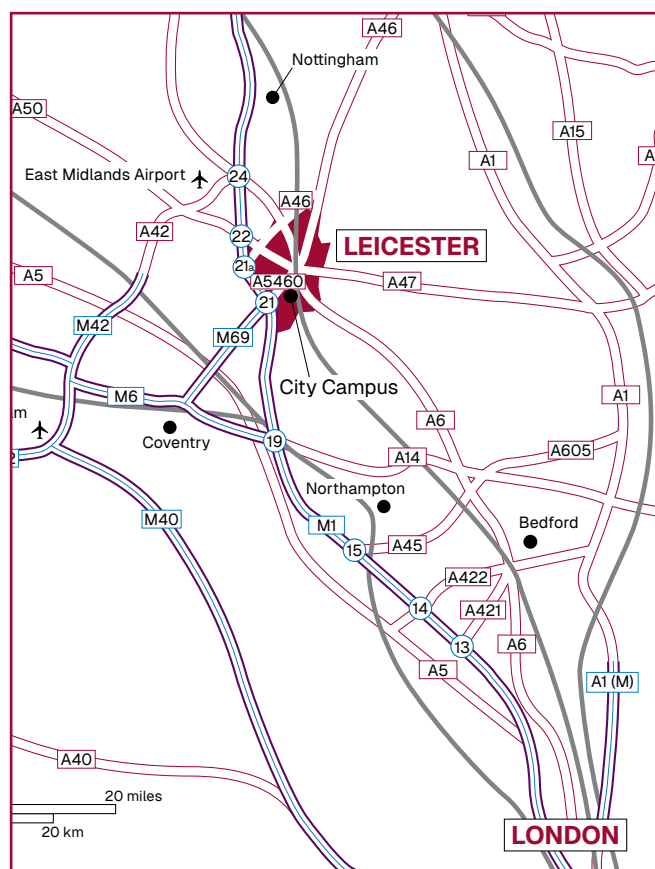 A46
Nottingham
A50
A15
A1
East Midlands Airport
24
A46
A42
22
LEICESTER
21a
A5
A5460
A47
21
M42
M69
City Campus
M6
A1
A6
Coventry
19
A605
A14
Northampton
M40
M1
Bedford
15
A45
A422
14
A421
13
A6
A5
A1 (M)
A40
20 miles
20 km
LONDON